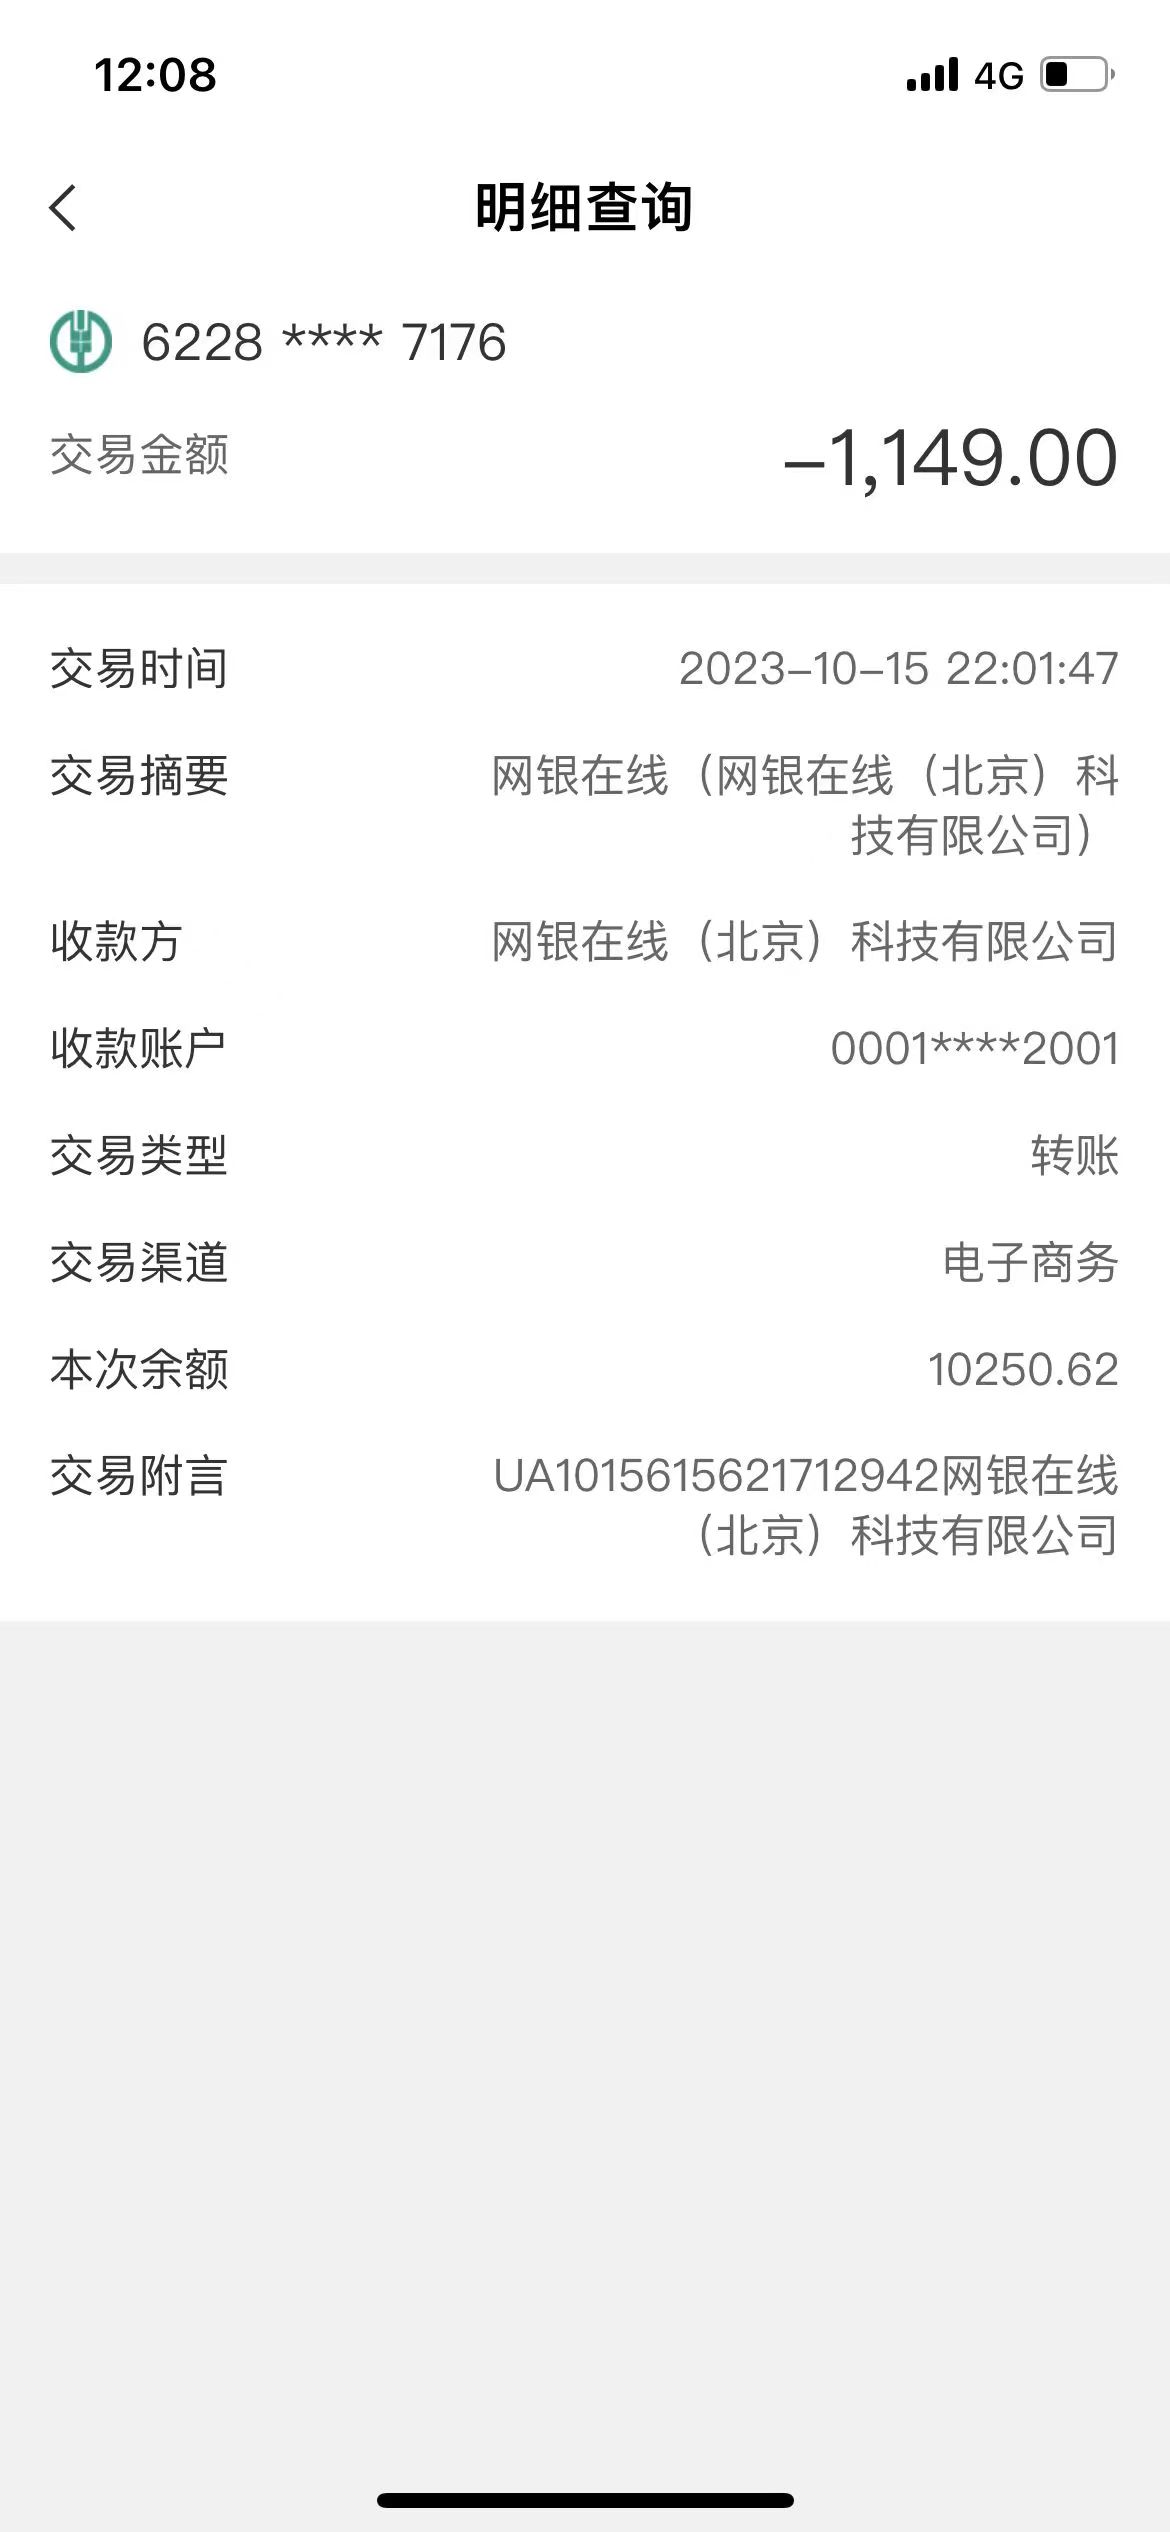 12:08 4G
明细查询
6228 **** 7176
交易金额 –1,149.00
交易时间 2023–10–15 22:01:47
交易摘要 网银在线（网银在线（北京）科
技有限公司）
收款方 网银在线（北京）科技有限公司
收款账户 0001****2001
交易类型 转账
交易渠道 电子商务
本次余额 10250.62
交易附言 UA1015615621712942网银在线
（北京）科技有限公司